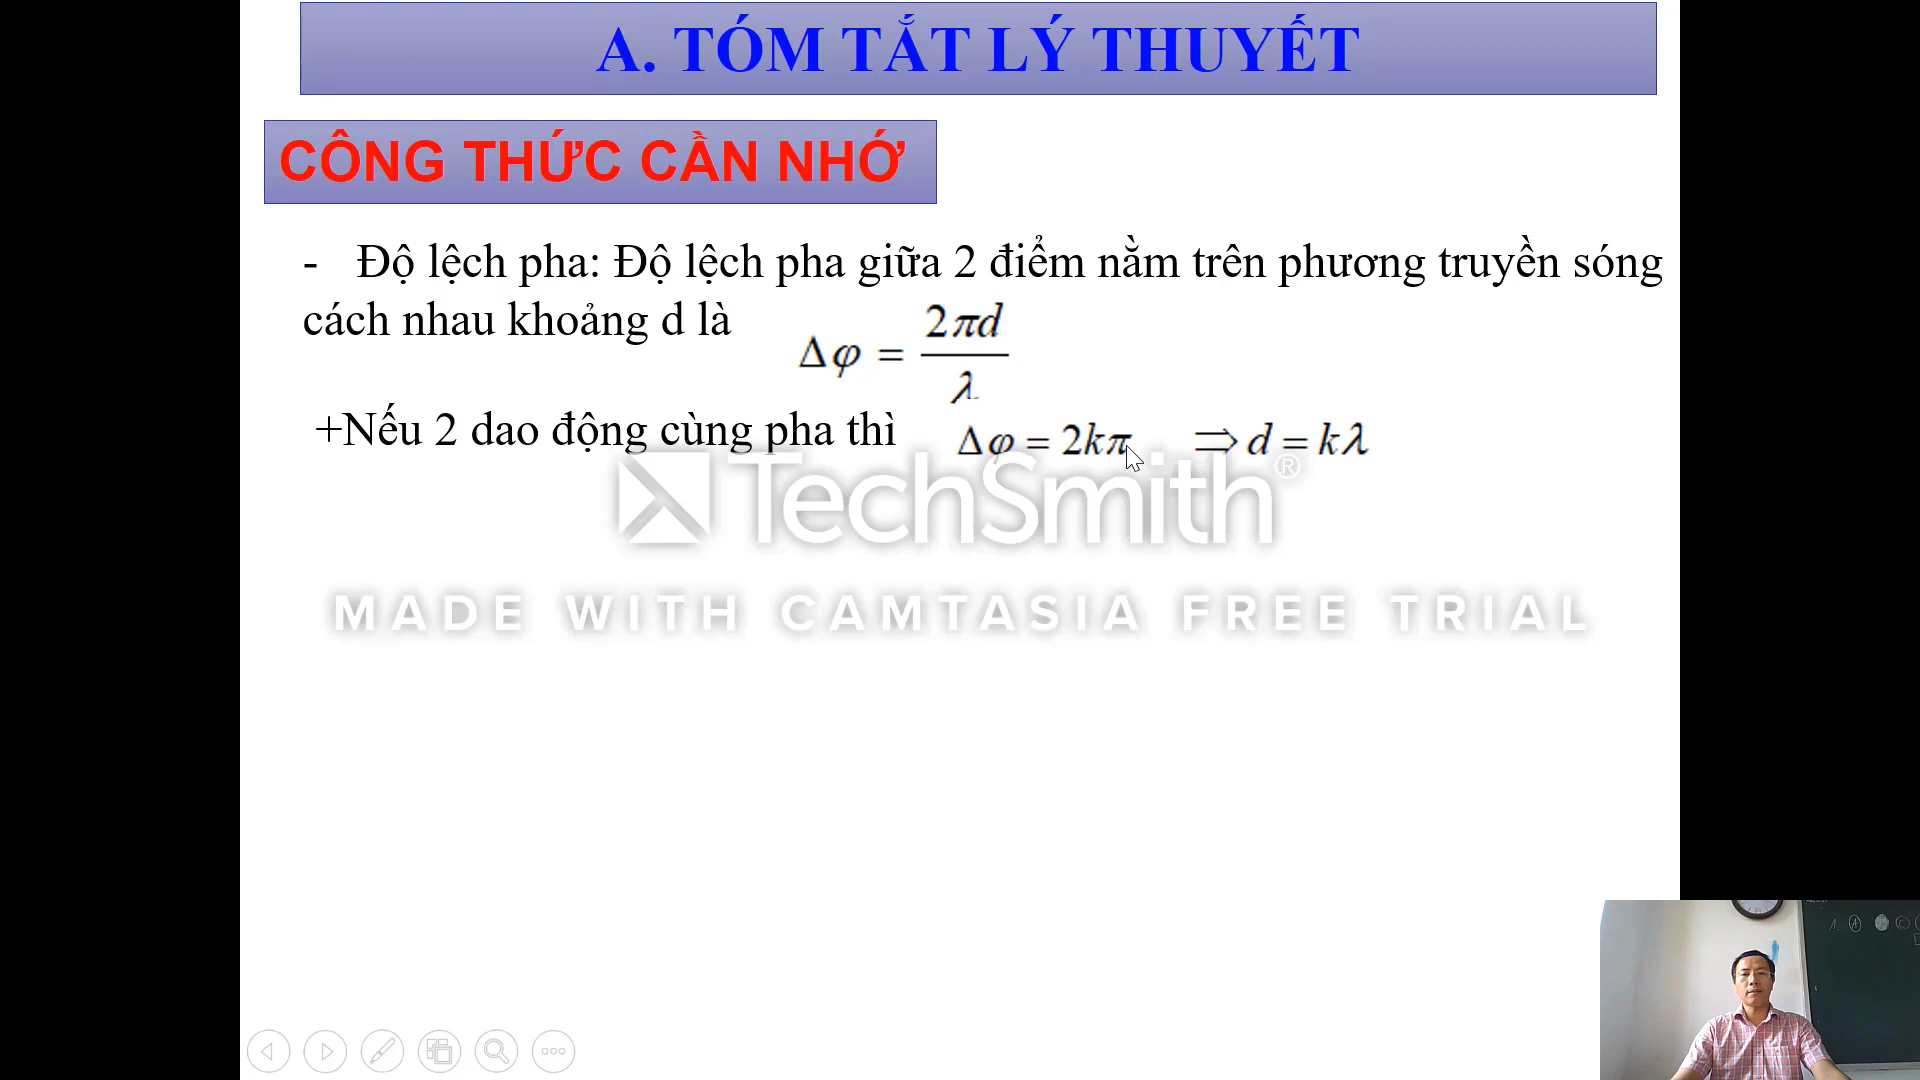 A. TÓM TẮT LÝ THUYẾT
CÔNG THỨC CẦN NHỚ
- Độ lệch pha: Độ lệch pha giữa 2 điểm nằm trên phương truyền sóng
cách nhau khoảng d là
Δφ = 2πd / λ
+Nếu 2 dao động cùng pha thì Δφ = 2kπ ⇒ d = kλ
TechSmith®
MADE WITH CAMTASIA FREE TRIAL
1. A C